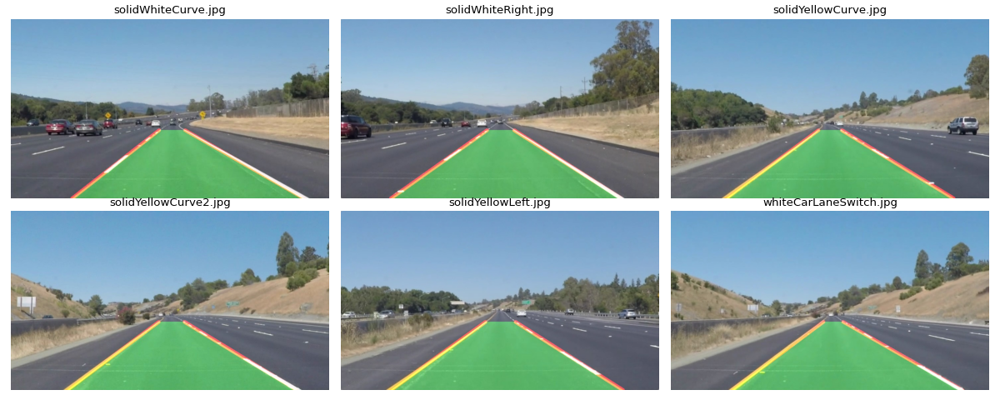 solidWhiteCurve.jpg
solidWhiteRight.jpg
solidYellowCurve.jpg
solidYellowCurve2.jpg
solidYellowLeft.jpg
whiteCarLaneSwitch.jpg